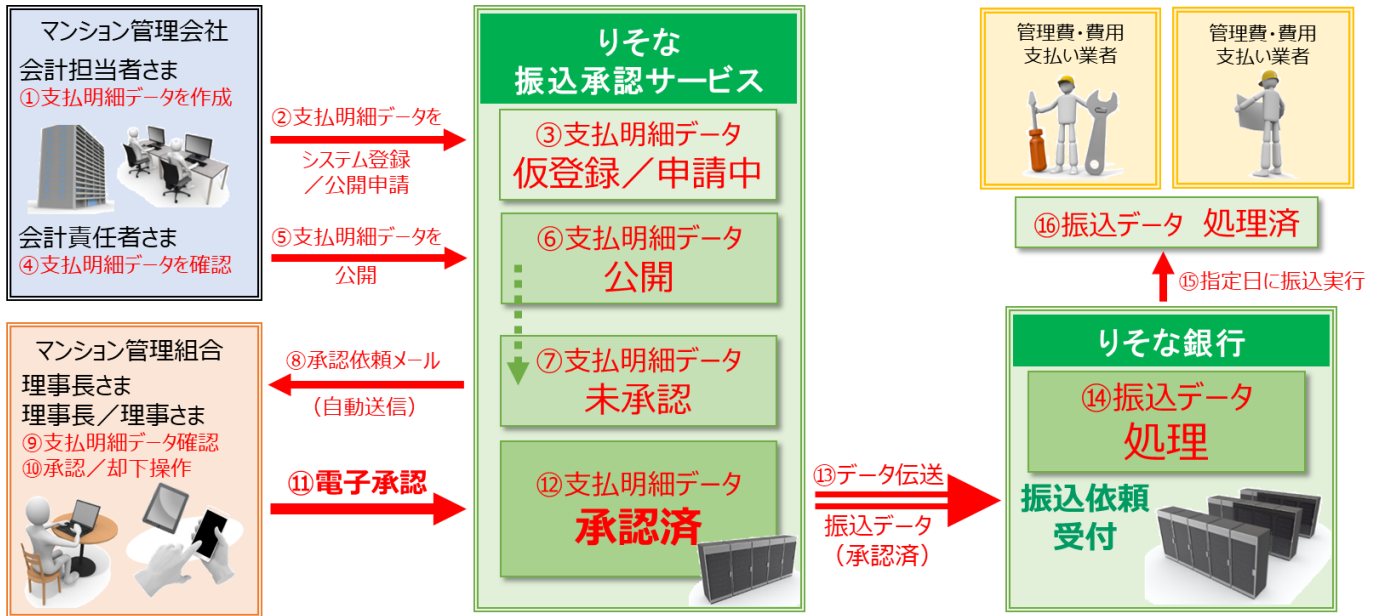 マンション管理会社
会計担当者さま
①支払明細データを作成
会計責任者さま
④支払明細データを確認
②支払明細データを
システム登録
／公開申請
⑤支払明細データを
公開
マンション管理組合
理事長さま
理事長／理事さま
⑨支払明細データ確認
⑩承認／却下操作
⑧承認依頼メール
（自動送信）
⑪電子承認
りそな
振込承認サービス
③支払明細データ
仮登録／申請中
⑥支払明細データ
公開
⑦支払明細データ
未承認
⑫支払明細データ
承認済
⑬データ伝送
振込データ
（承認済）
管理費・費用
支払い業者
管理費・費用
支払い業者
⑯振込データ 処理済
⑮指定日に振込実行
りそな銀行
⑭振込データ
処理
振込依頼
受付